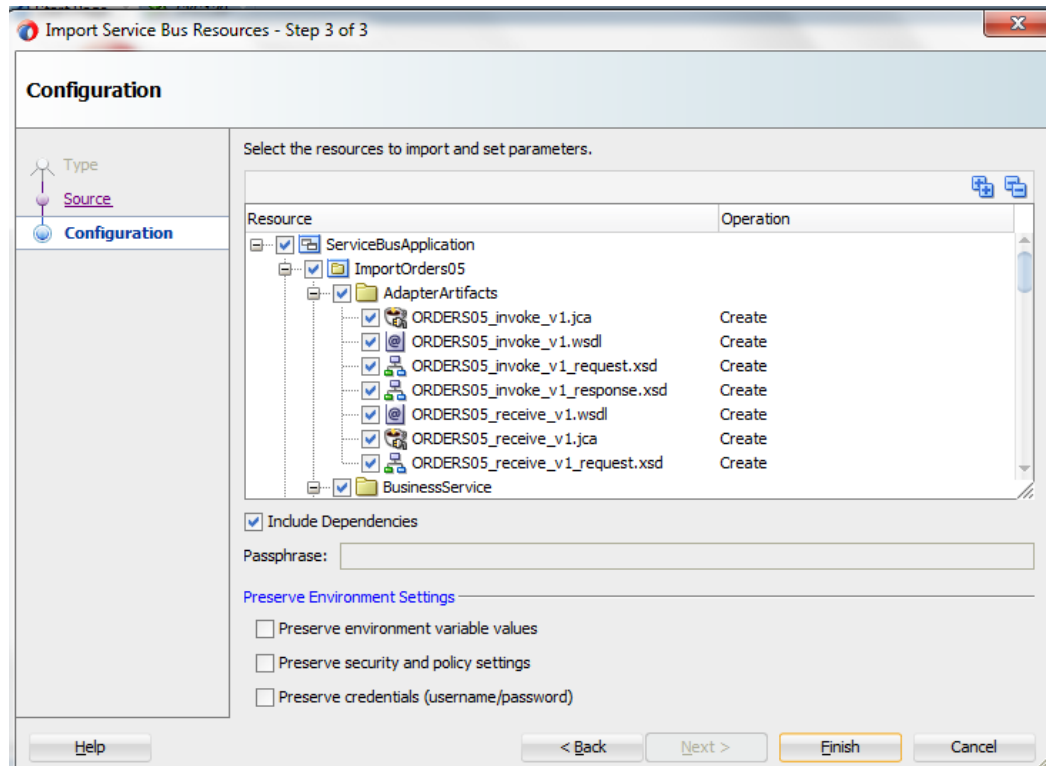 Import Service Bus Resources - Step 3 of 3
Configuration
Type
Source
Configuration
Select the resources to import and set parameters.
Resource Operation
ServiceBusApplication
ImportOrders05
AdapterArtifacts
ORDERS05_invoke_v1.jca Create
@ ORDERS05_invoke_v1.wsdl Create
ORDERS05_invoke_v1_request.xsd Create
ORDERS05_invoke_v1_response.xsd Create
@ ORDERS05_receive_v1.wsdl Create
ORDERS05_receive_v1.jca Create
ORDERS05_receive_v1_request.xsd Create
BusinessService
Include Dependencies
Passphrase:
Preserve Environment Settings
Preserve environment variable values
Preserve security and policy settings
Preserve credentials (username/password)
Help < Back Next > Finish Cancel